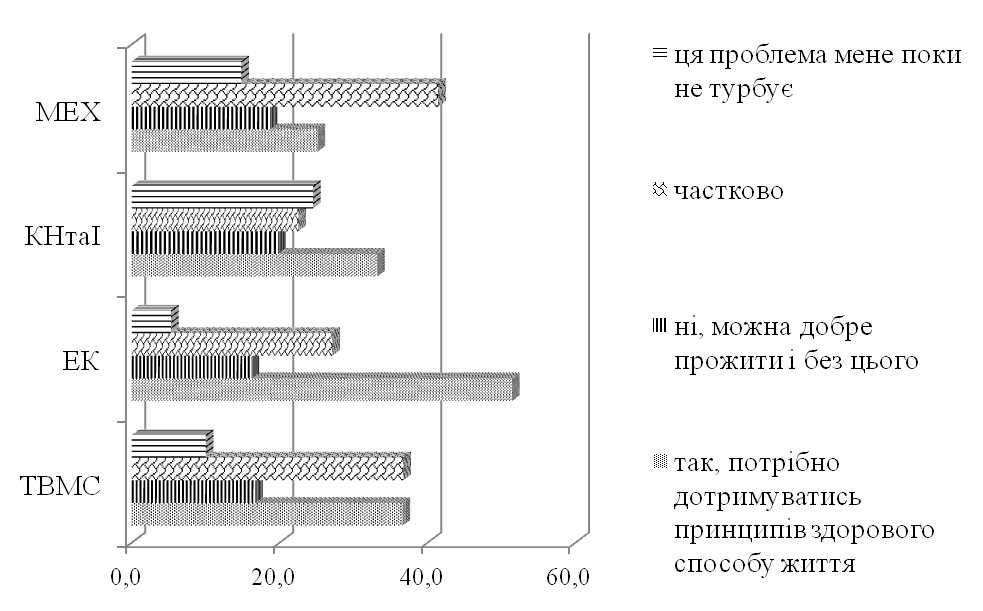 МЕХ
КНтаІ
ЕК
ТВМС
0,0
20,0
40,0
60,0
ця проблема мене поки
не турбує
частково
ні, можна добре
прожити і без цього
так, потрібно
дотримуватись
принципів здорового
способу життя